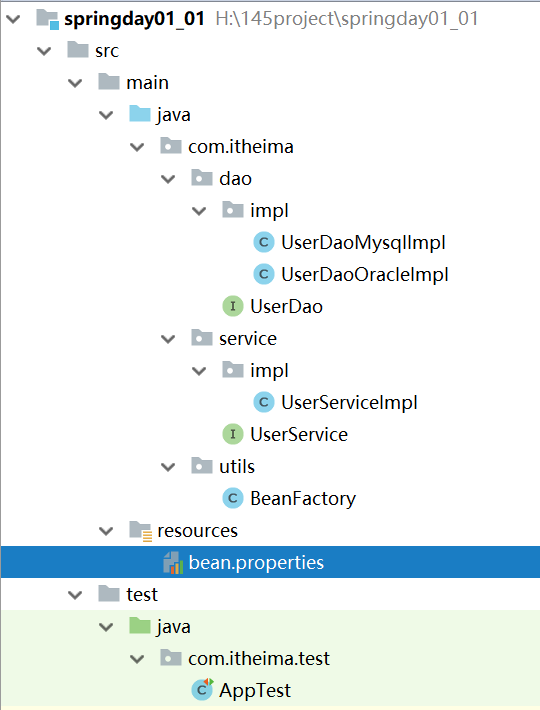 springday01_01 H:\145project\springday01_01
src
main
java
com.itheima
dao
impl
C UserDaoMysqlImpl
C UserDaoOracleImpl
I UserDao
service
impl
C UserServiceImpl
I UserService
utils
C BeanFactory
resources
bean.properties
test
java
com.itheima.test
C AppTest